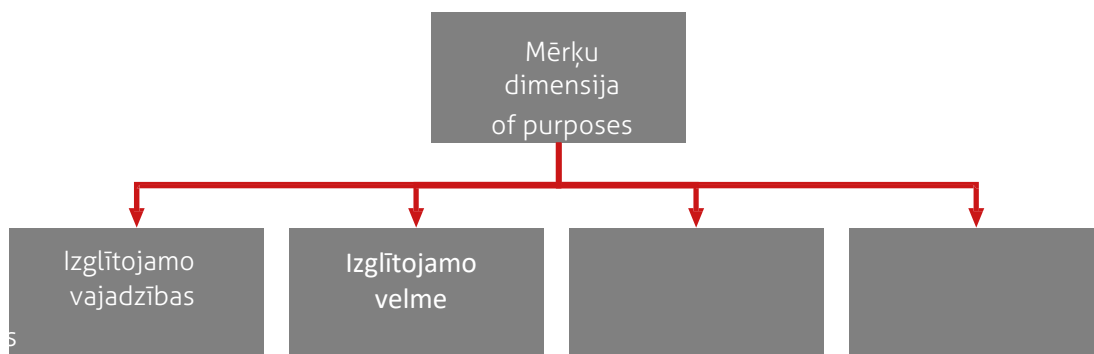 Mērķu
dimensija
of purposes
Izglītojamo
vajadzības
s
Izglītojamo
velme